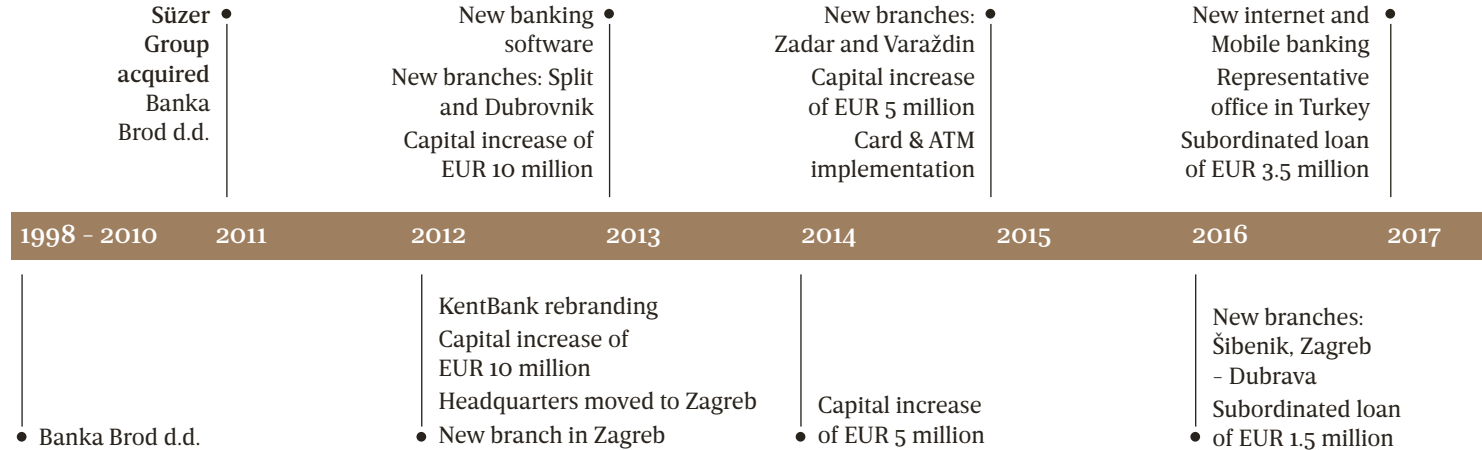 Süzer
Group
acquired
Banka
Brod d.d.
New banking
software
New branches: Split
and Dubrovnik
Capital increase of
EUR 10 million
New branches:
Zadar and Varaždin
Capital increase
of EUR 5 million
Card & ATM
implementation
New internet and
Mobile banking
Representative
office in Turkey
Subordinated loan
of EUR 3.5 million
1998 – 2010 2011 2012 2013 2014 2015 2016 2017
Banka Brod d.d.
KentBank rebranding
Capital increase of
EUR 10 million
Headquarters moved to Zagreb
New branch in Zagreb
Capital increase
of EUR 5 million
New branches:
Šibenik, Zagreb
– Dubrava
Subordinated loan
of EUR 1.5 million